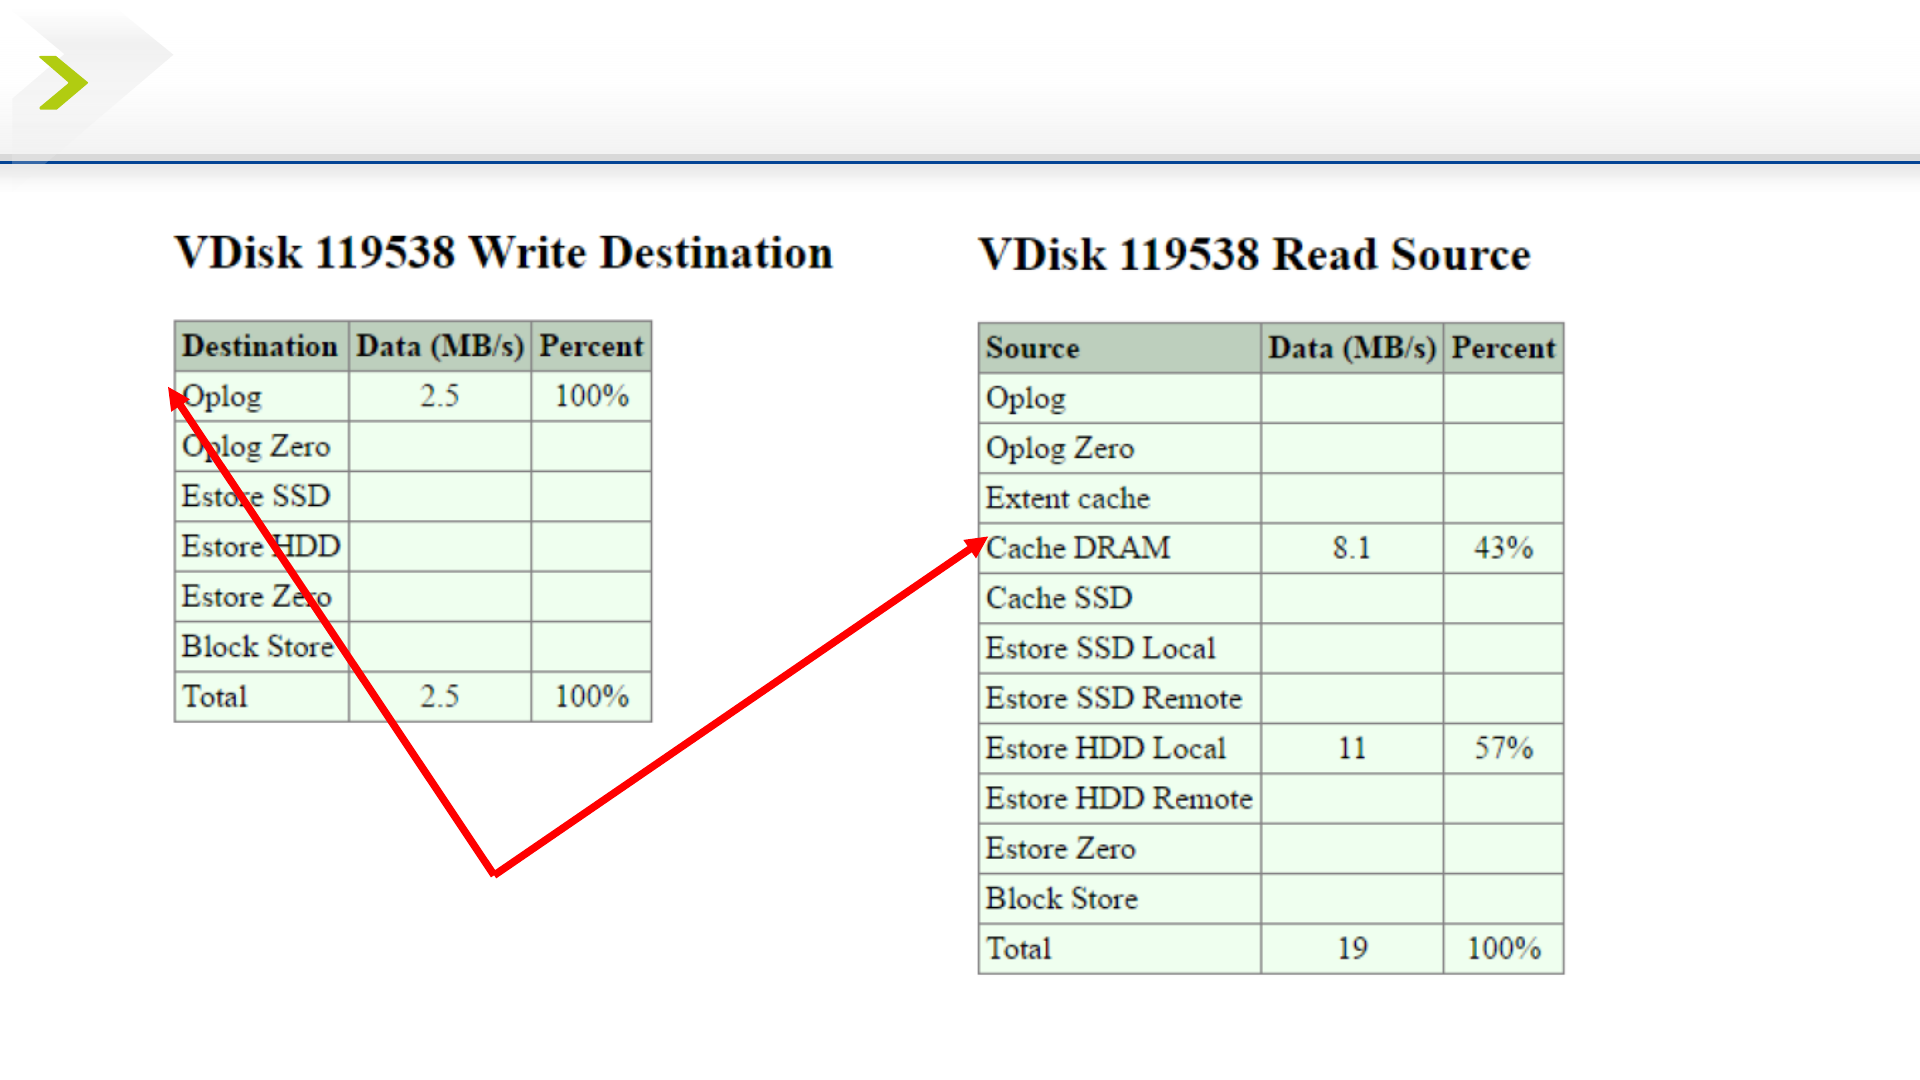 VDisk 119538 Write Destination
Destination Data (MB/s) Percent
Oplog 2.5 100%
Oplog Zero
Estore SSD
Estore HDD
Estore Zero
Block Store
Total 2.5 100%
VDisk 119538 Read Source
Source Data (MB/s) Percent
Oplog
Oplog Zero
Extent cache
Cache DRAM 8.1 43%
Cache SSD
Estore SSD Local
Estore SSD Remote
Estore HDD Local 11 57%
Estore HDD Remote
Estore Zero
Block Store
Total 19 100%